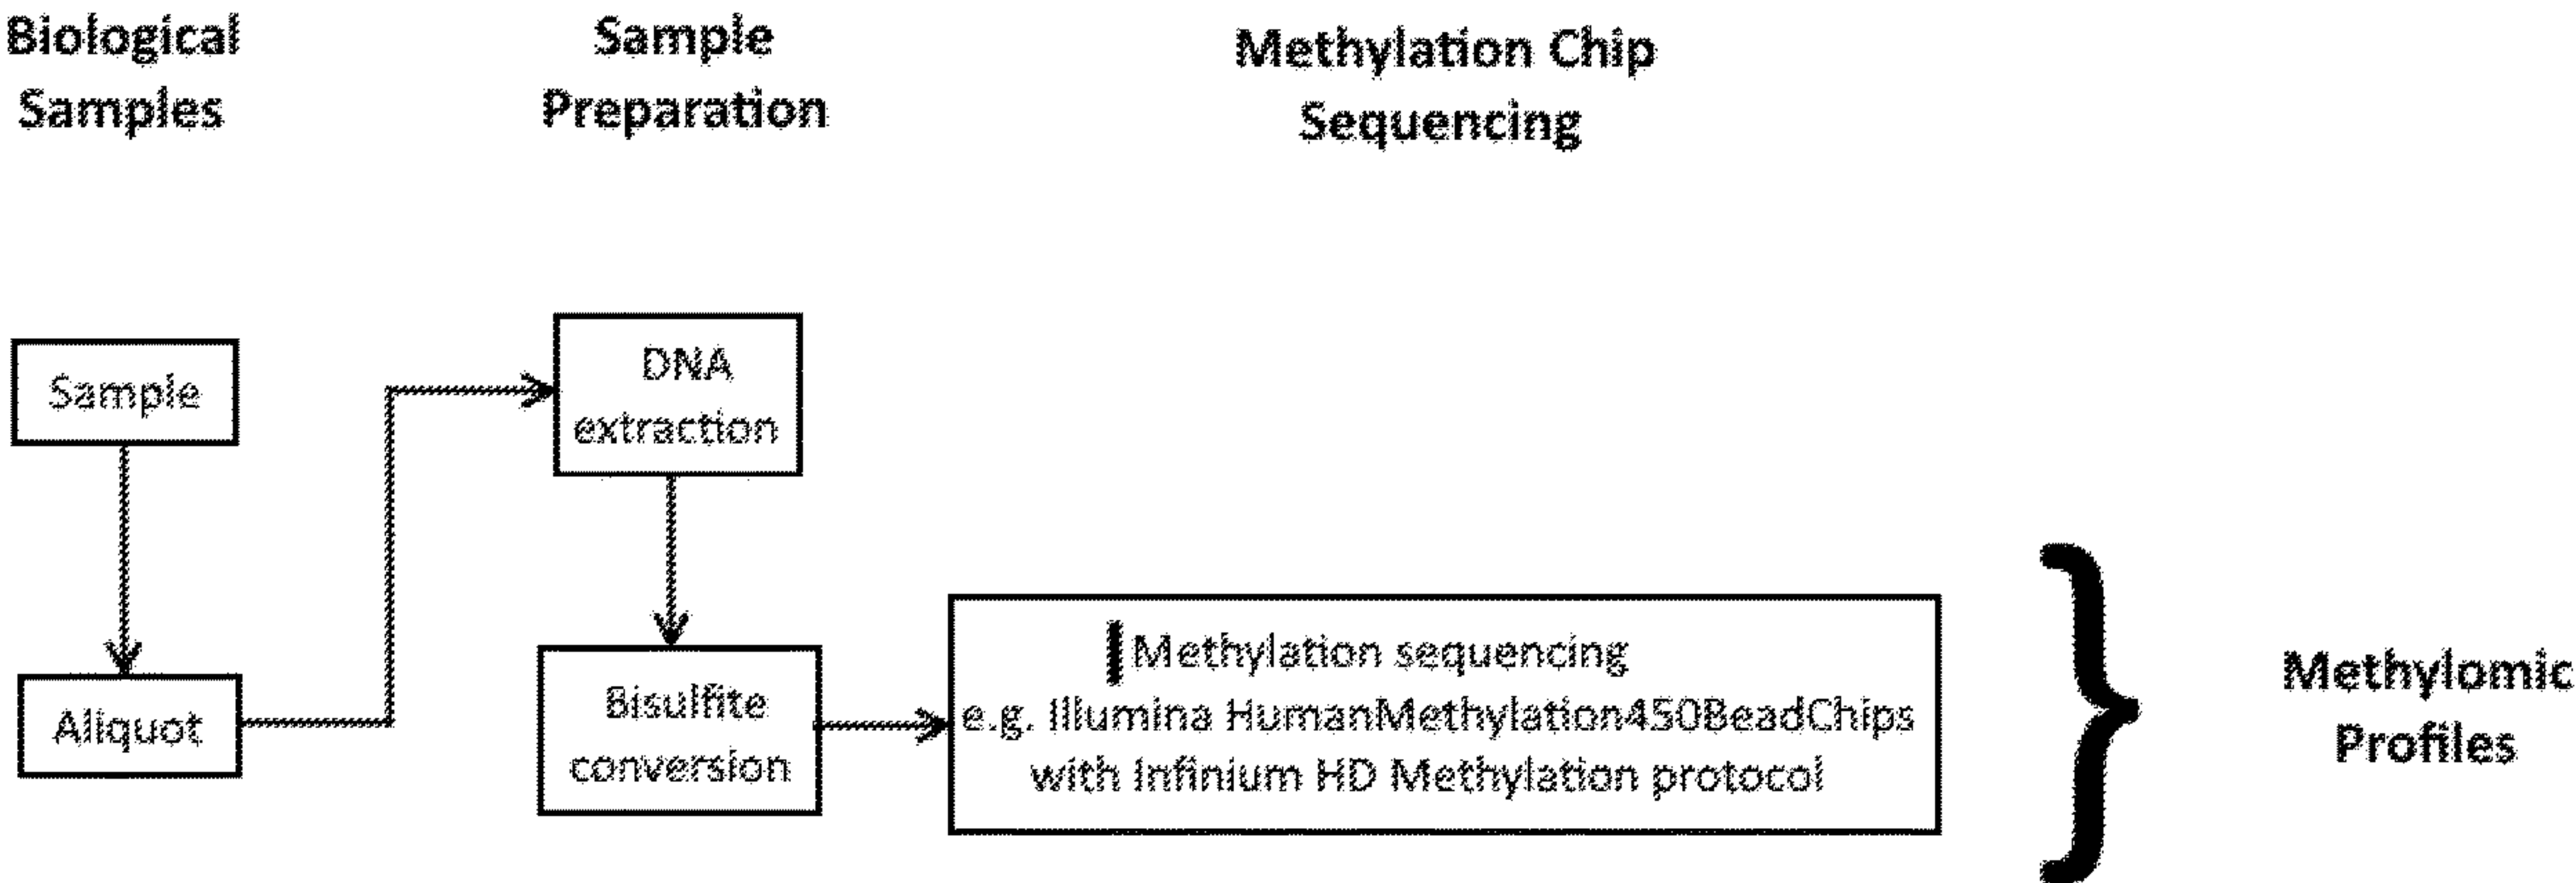 Biological
Samples
Sample
Preparation
Methylation Chip
Sequencing
Sample
Aliquot
DNA
extraction
Bisulfite
conversion
Methylation sequencing
e.g. Illumina HumanMethylation450BeadChips
with Infinium HD Methylation protocol
Methylomic
Profiles